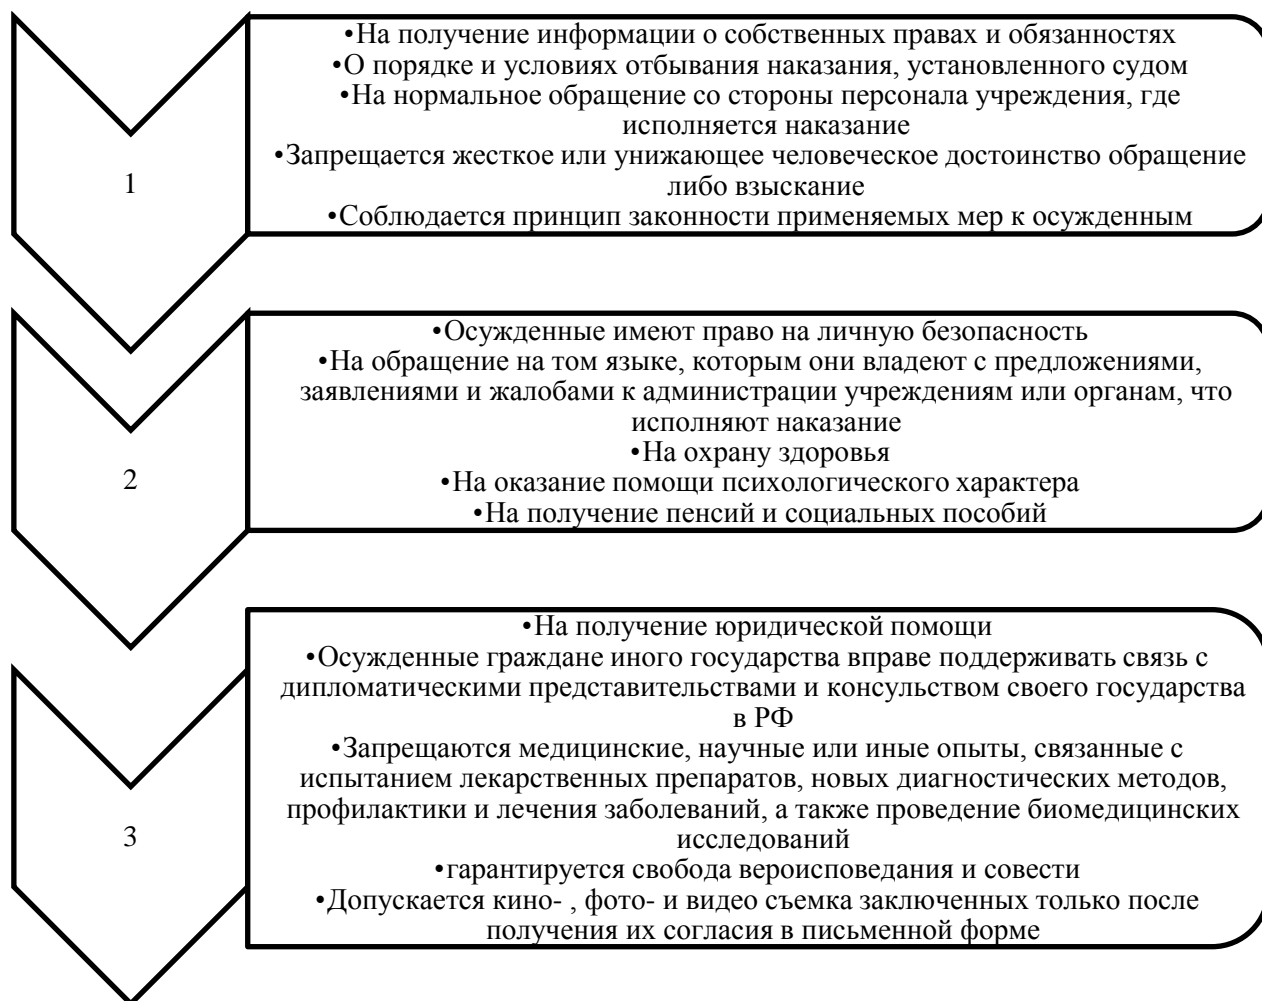 1
•На получение информации о собственных правах и обязанностях
•О порядке и условиях отбывания наказания, установленного судом
•На нормальное обращение со стороны персонала учреждения, где
исполняется наказание
•Запрещается жесткое или унижающее человеческое достоинство обращение
либо взыскание
•Соблюдается принцип законности применяемых мер к осужденным
2
•Осужденные имеют право на личную безопасность
•На обращение на том языке, которым они владеют с предложениями,
заявлениями и жалобами к администрации учреждениям или органам, что
исполняют наказание
•На охрану здоровья
•На оказание помощи психологического характера
•На получение пенсий и социальных пособий
3
•На получение юридической помощи
•Осужденные граждане иного государства вправе поддерживать связь с
дипломатическими представительствами и консульством своего государства
в РФ
•Запрещаются медицинские, научные или иные опыты, связанные с
испытанием лекарственных препаратов, новых диагностических методов,
профилактики и лечения заболеваний, а также проведение биомедицинских
исследований
•гарантируется свобода вероисповедания и совести
•Допускается кино- , фото- и видео съемка заключенных только после
получения их согласия в письменной форме